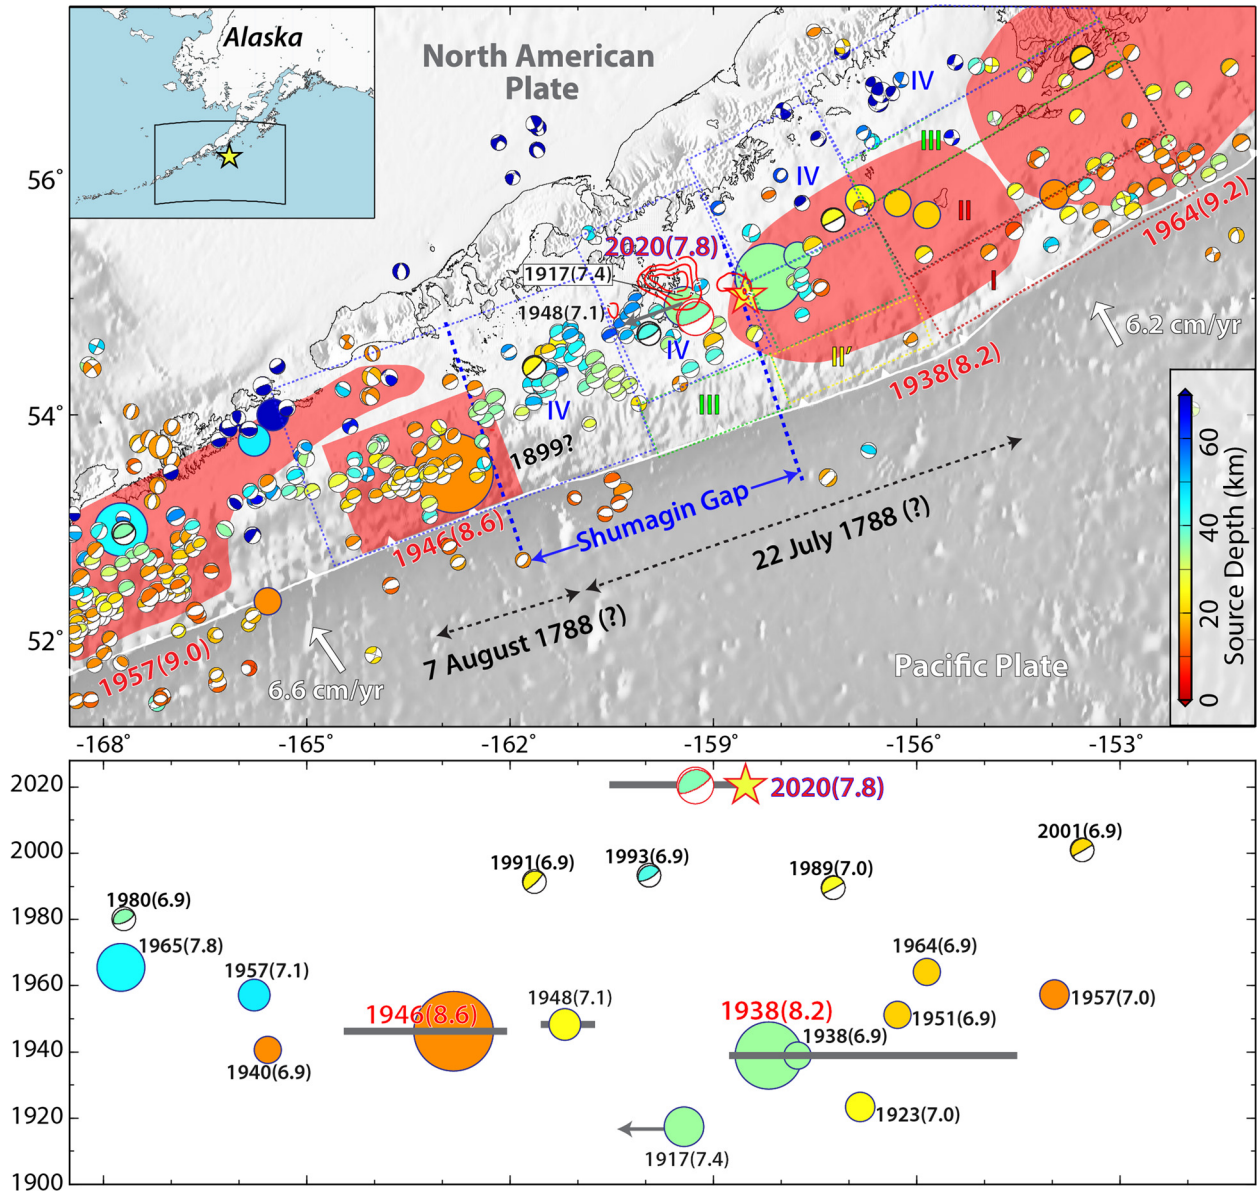 Alaska
North American
Plate
IV
III
56°
IV
2020(7.8)
II
1964(9.2)
1917(7.4)
I
1948(7.1)
6.2 cm/yr
IV
II′
1938(8.2)
54°
IV
III
1899?
60
Shumagin Gap
1946(8.6)
22 July 1788 (?)
40
Source Depth (km)
20
0
52°
7 August 1788 (?)
1957(9.0)
6.6 cm/yr
Pacific Plate
-168°
-165°
-162°
-159°
-156°
-153°
2020
2020(7.8)
2000
2001(6.9)
1991(6.9)
1993(6.9)
1989(7.0)
1980
1980(6.9)
1965(7.8)
1964(6.9)
1957(7.1)
1960
1948(7.1)
1957(7.0)
1946(8.6)
1938(8.2)
1951(6.9)
1938(6.9)
1940
1940(6.9)
1920
1923(7.0)
1917(7.4)
1900